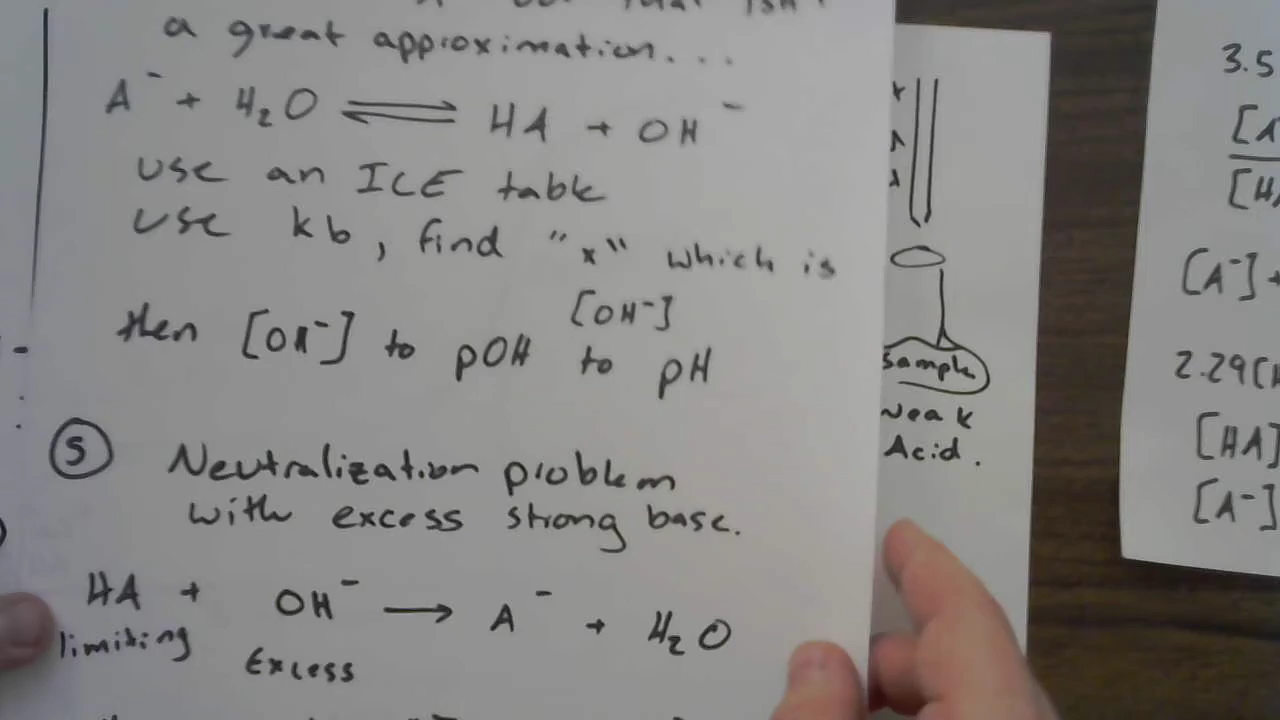 a great approximation...
A⁻ + H₂O ⇌ HA + OH⁻
use an ICE table
use kb, find "x" which is
[OH⁻]
then [OH⁻] to pOH to pH
⑤ Neutralization problem
with excess strong base.
HA + OH⁻ → A⁻ + H₂O
limiting Excess
sample
Weak
Acid.
3.5
[A⁻] +
2.29[H
[HA]
[A⁻]